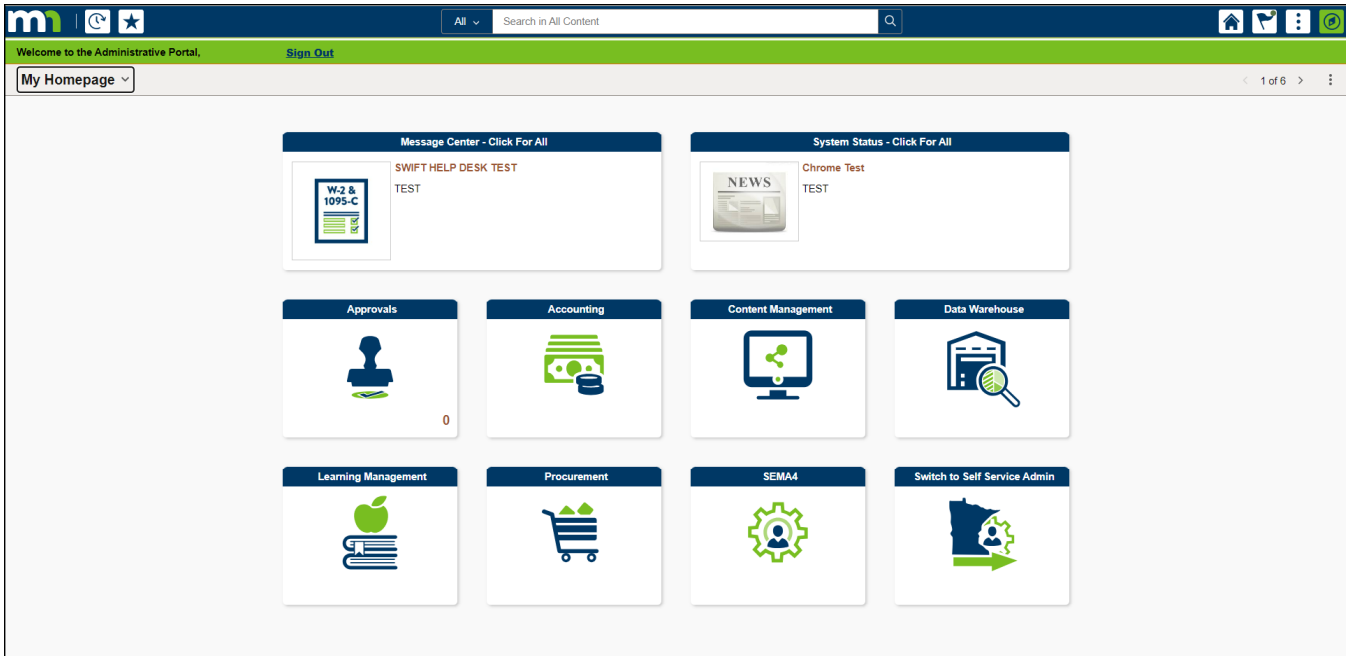 mn
All Search in All Content
Welcome to the Administrative Portal, Sign Out
My Homepage 1 of 6
Message Center - Click For All
SWIFT HELP DESK TEST
TEST
W-2 &
1095-C
System Status - Click For All
Chrome Test
TEST
NEWS
Approvals
0
Accounting
Content Management
Data Warehouse
Learning Management
Procurement
SEMA4
Switch to Self Service Admin